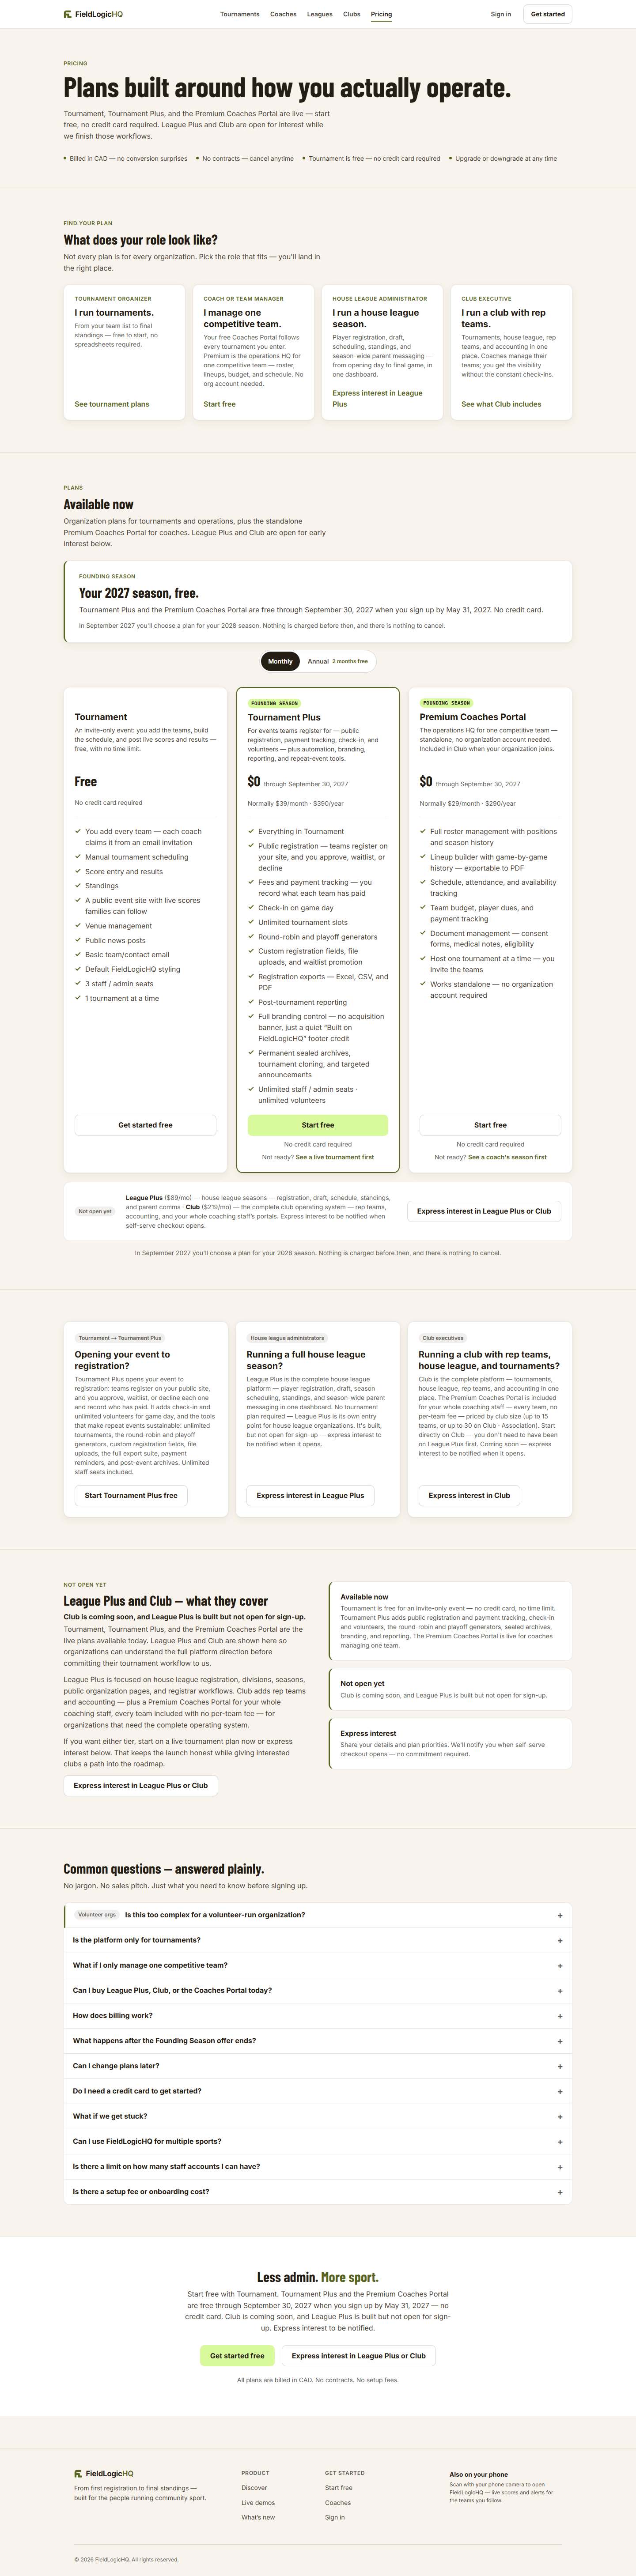 FieldLogicHQ
Tournaments
Coaches
Leagues
Clubs
Pricing
Sign in
Get started
PRICING
Plans built around how you actually operate.
Tournament, Tournament Plus, and the Premium Coaches Portal are live — start
free, no credit card required. League Plus and Club are open for interest while
we finish those workflows.
Billed in CAD — no conversion surprises
No contracts — cancel anytime
Tournament is free — no credit card required
Upgrade or downgrade at any time
FIND YOUR PLAN
What does your role look like?
Not every plan is for every organization. Pick the role that fits — you'll land in
the right place.
TOURNAMENT ORGANIZER
I run tournaments.
From your team list to final
standings — free to start, no
spreadsheets required.
See tournament plans
COACH OR TEAM MANAGER
I manage one
competitive team.
Your free Coaches Portal follows
every tournament you enter.
Premium is the operations HQ for
one competitive team — roster,
lineups, budget, and schedule. No
org account needed.
Start free
HOUSE LEAGUE ADMINISTRATOR
I run a house league
season.
Player registration, draft,
scheduling, standings, and
season-wide parent messaging —
from opening day to final game, in
one dashboard.
Express interest in League
Plus
CLUB EXECUTIVE
I run a club with rep
teams.
Tournaments, house league, rep
teams, and accounting in one
place. Coaches manage their
teams; you get the visibility
without the constant check-ins.
See what Club includes
PLANS
Available now
Organization plans for tournaments and operations, plus the standalone
Premium Coaches Portal for coaches. League Plus and Club are open for early
interest below.
FOUNDING SEASON
Your 2027 season, free.
Tournament Plus and the Premium Coaches Portal are free through September 30, 2027 when you sign up by May 31, 2027. No credit card.
In September 2027 you'll choose a plan for your 2028 season. Nothing is charged before then, and there is nothing to cancel.
Monthly
Annual 2 months free
Tournament
An invite-only event: you add the teams, build
the schedule, and post live scores and results —
free, with no time limit.
Free
No credit card required
You add every team — each coach
claims it from an email invitation
Manual tournament scheduling
Score entry and results
Standings
A public event site with live scores
families can follow
Venue management
Public news posts
Basic team/contact email
Default FieldLogicHQ styling
3 staff / admin seats
1 tournament at a time
Get started free
FOUNDING SEASON
Tournament Plus
For events teams register for — public
registration, payment tracking, check-in, and
volunteers — plus automation, branding,
reporting, and repeat-event tools.
$0 through September 30, 2027
Normally $39/month · $390/year
Everything in Tournament
Public registration — teams register on
your site, and you approve, waitlist, or
decline
Fees and payment tracking — you
record what each team has paid
Check-in on game day
Unlimited tournament slots
Round-robin and playoff generators
Custom registration fields, file
uploads, and waitlist promotion
Registration exports — Excel, CSV, and
PDF
Post-tournament reporting
Full branding control — no acquisition
banner, just a quiet “Built on
FieldLogicHQ” footer credit
Permanent sealed archives,
tournament cloning, and targeted
announcements
Unlimited staff / admin seats ·
unlimited volunteers
Start free
No credit card required
Not ready? See a live tournament first
FOUNDING SEASON
Premium Coaches Portal
The operations HQ for one competitive team —
standalone, no organization account needed.
Included in Club when your organization joins.
$0 through September 30, 2027
Normally $29/month · $290/year
Full roster management with positions
and season history
Lineup builder with game-by-game
history — exportable to PDF
Schedule, attendance, and availability
tracking
Team budget, player dues, and
payment tracking
Document management — consent
forms, medical notes, eligibility
Host one tournament at a time — you
invite the teams
Works standalone — no organization
account required
Start free
No credit card required
Not ready? See a coach's season first
Not open yet
League Plus ($89/mo) — house league seasons — registration, draft, schedule, standings,
and parent comms · Club ($219/mo) — the complete club operating system — rep teams,
accounting, and your whole coaching staff's portals. Express interest to be notified when
self-serve checkout opens.
Express interest in League Plus or Club
In September 2027 you'll choose a plan for your 2028 season. Nothing is charged before then, and there is nothing to cancel.
Tournament → Tournament Plus
Opening your event to
registration?
Tournament Plus opens your event to
registration: teams register on your public site,
and you approve, waitlist, or decline each one
and record who has paid. It adds check-in and
unlimited volunteers for game day, and the tools
that make repeat events sustainable: unlimited
tournaments, the round-robin and playoff
generators, custom registration fields, file
uploads, the full export suite, payment
reminders, and post-event archives. Unlimited
staff seats included.
Start Tournament Plus free
House league administrators
Running a full house league
season?
League Plus is the complete house league
platform — player registration, draft, season
scheduling, standings, and season-wide parent
messaging in one dashboard. No tournament
plan required — League Plus is its own entry
point for house league organizations. It's built,
but not open for sign-up — express interest to
be notified when it opens.
Express interest in League Plus
Club executives
Running a club with rep teams,
house league, and tournaments?
Club is the complete platform — tournaments,
house league, rep teams, and accounting in one
place. The Premium Coaches Portal is included
for your whole coaching staff — every team, no
per-team fee — priced by club size (up to 15
teams, or up to 30 on Club · Association). Start
directly on Club — you don't need to have been
on League Plus first. Coming soon — express
interest to be notified when it opens.
Express interest in Club
NOT OPEN YET
League Plus and Club — what they cover
Club is coming soon, and League Plus is built but not open for sign-up.
Tournament, Tournament Plus, and the Premium Coaches Portal are the
live plans available today. League Plus and Club are shown here so
organizations can understand the full platform direction before
committing their tournament workflow to us.
League Plus is focused on house league registration, divisions, seasons,
public organization pages, and registrar workflows. Club adds rep teams
and accounting — plus a Premium Coaches Portal for your whole
coaching staff, every team included with no per-team fee — for
organizations that need the complete operating system.
If you want either tier, start on a live tournament plan now or express
interest below. That keeps the launch honest while giving interested
clubs a path into the roadmap.
Express interest in League Plus or Club
Available now
Tournament is free for an invite-only event — no credit card, no time limit.
Tournament Plus adds public registration and payment tracking, check-in
and volunteers, the round-robin and playoff generators, sealed archives,
branding, and reporting. The Premium Coaches Portal is live for coaches
managing one team.
Not open yet
Club is coming soon, and League Plus is built but not open for sign-up.
Express interest
Share your details and plan priorities. We'll notify you when self-serve
checkout opens — no commitment required.
Common questions — answered plainly.
No jargon. No sales pitch. Just what you need to know before signing up.
Volunteer orgs
Is this too complex for a volunteer-run organization?
Is the platform only for tournaments?
What if I only manage one competitive team?
Can I buy League Plus, Club, or the Coaches Portal today?
How does billing work?
What happens after the Founding Season offer ends?
Can I change plans later?
Do I need a credit card to get started?
What if we get stuck?
Can I use FieldLogicHQ for multiple sports?
Is there a limit on how many staff accounts I can have?
Is there a setup fee or onboarding cost?
Less admin. More sport.
Start free with Tournament. Tournament Plus and the Premium Coaches Portal
are free through September 30, 2027 when you sign up by May 31, 2027 — no
credit card. Club is coming soon, and League Plus is built but not open for sign-
up. Express interest to be notified.
Get started free
Express interest in League Plus or Club
All plans are billed in CAD. No contracts. No setup fees.
FieldLogicHQ
From first registration to final standings —
built for the people running community sport.
PRODUCT
Discover
Live demos
What's new
GET STARTED
Start free
Coaches
Sign in
Also on your phone
Scan with your phone camera to open
FieldLogicHQ — live scores and alerts for
the teams you follow.
© 2026 FieldLogicHQ. All rights reserved.